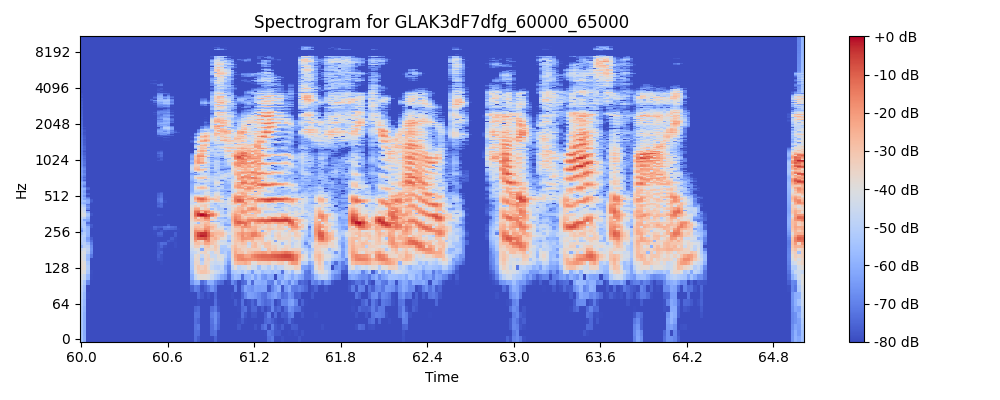 Spectrogram for GLAK3dF7dfg_60000_65000
8192
4096
2048
1024
512
256
128
64
0
Hz
60.0 60.6 61.2 61.8 62.4 63.0 63.6 64.2 64.8
Time
+0 dB
-10 dB
-20 dB
-30 dB
-40 dB
-50 dB
-60 dB
-70 dB
-80 dB